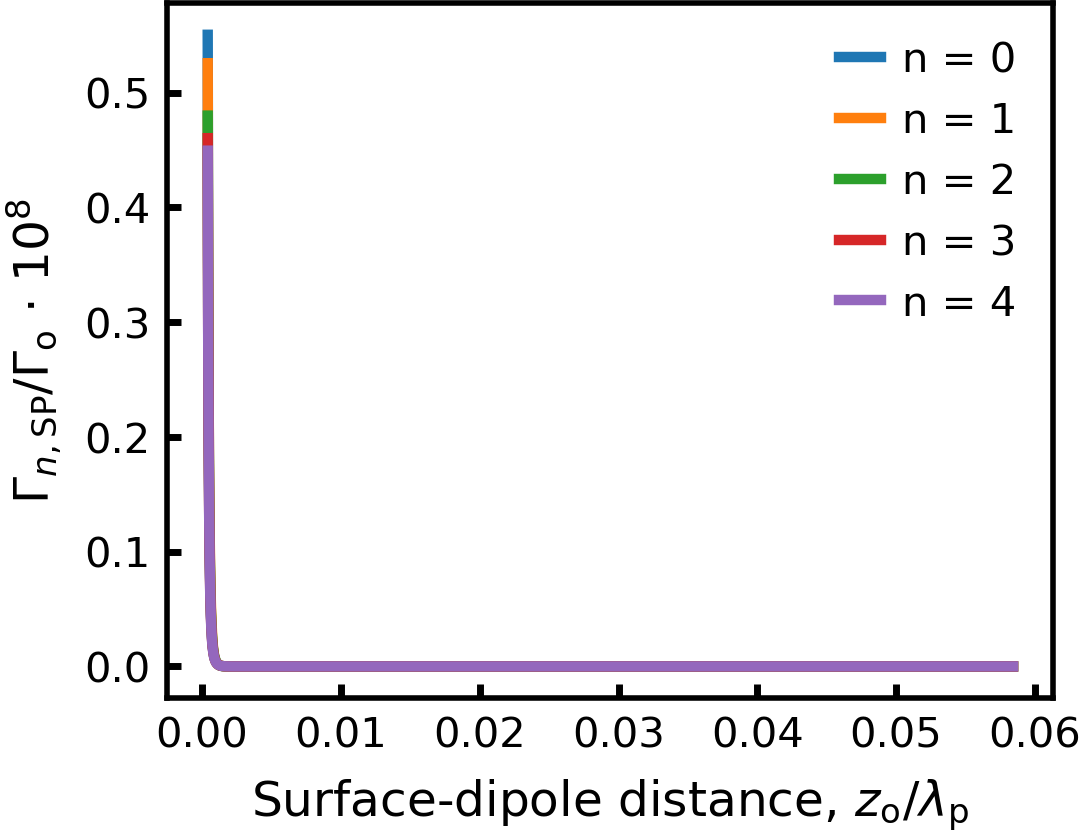 n = 0
n = 1
n = 2
n = 3
n = 4
Γn,SP/Γo · 10⁸
0.5
0.4
0.3
0.2
0.1
0.0
0.00 0.01 0.02 0.03 0.04 0.05 0.06
Surface-dipole distance, zo/λp